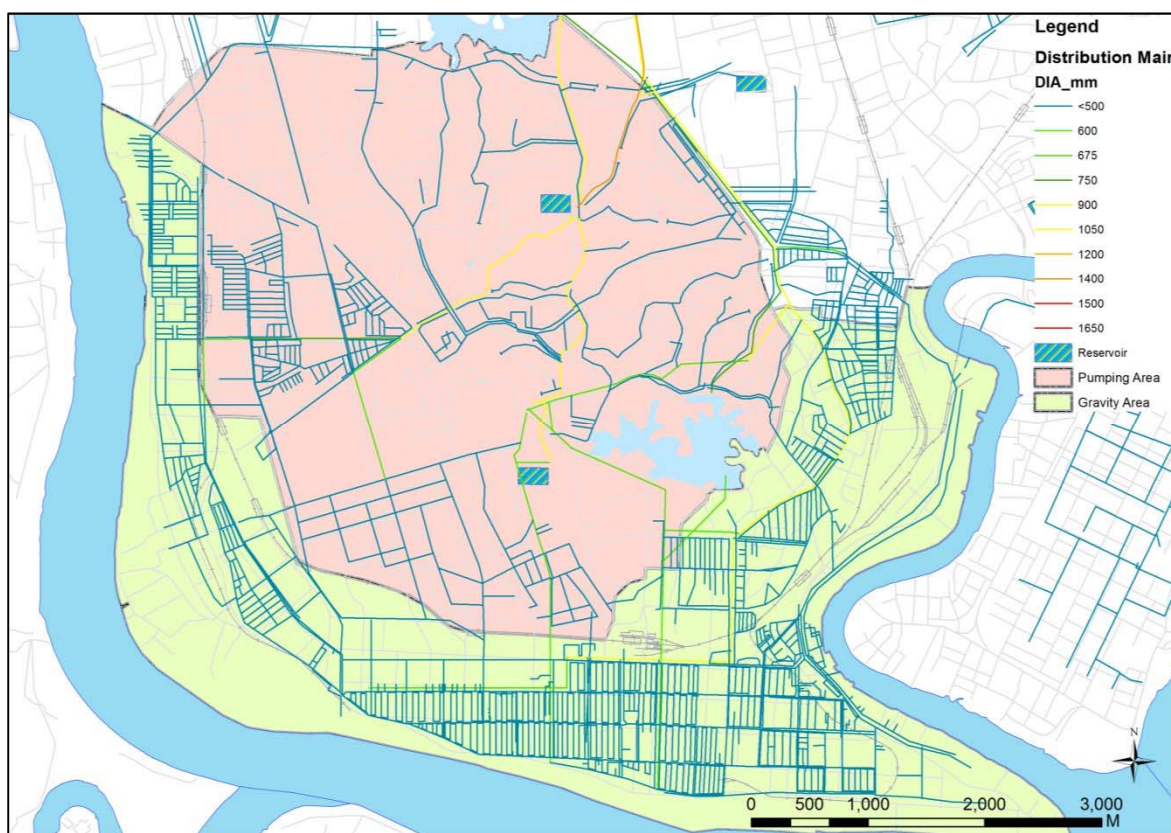 Legend
Distribution Main
DIA_mm
<500
600
675
750
900
1050
1200
1400
1500
1650
Reservoir
Pumping Area
Gravity Area
N
0 500 1,000 2,000 3,000
M